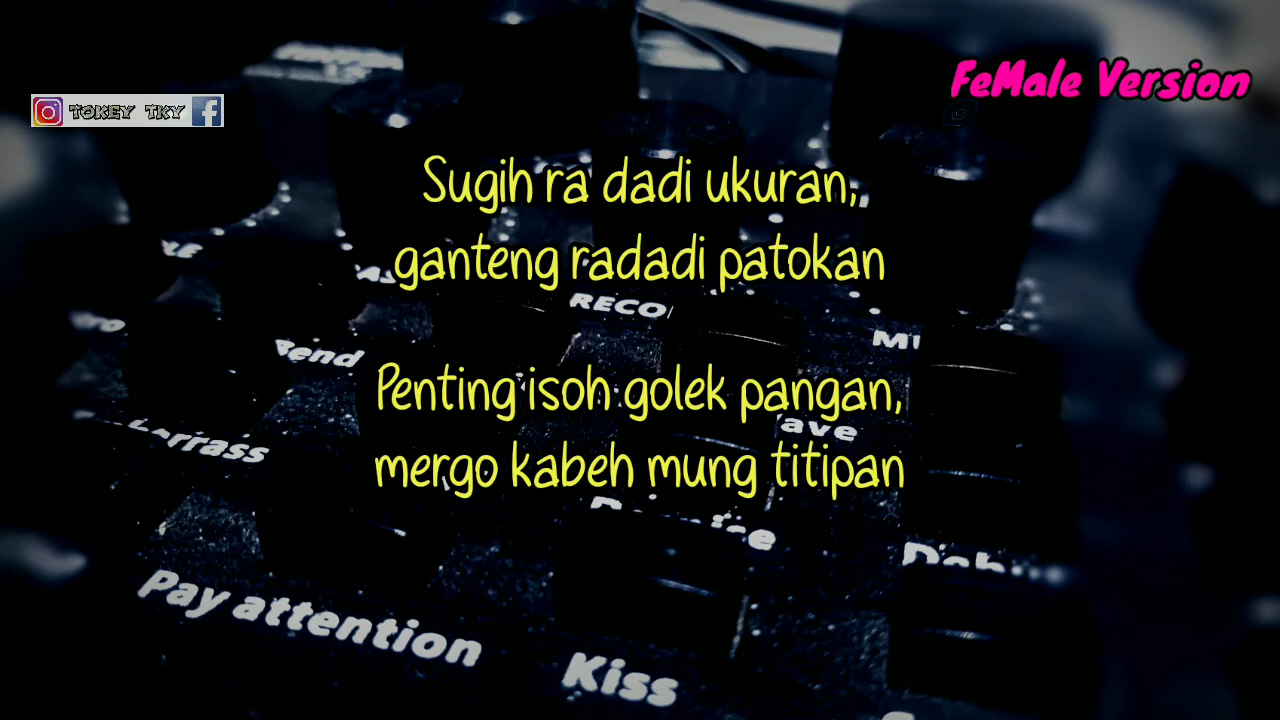 FeMale Version
TOKEY TKY
Sugih ra dadi ukuran,
ganteng radadi patokan
RECO
Send
Penting isoh golek pangan,
mergo kabeh mung titipan
Pay attention
Kiss